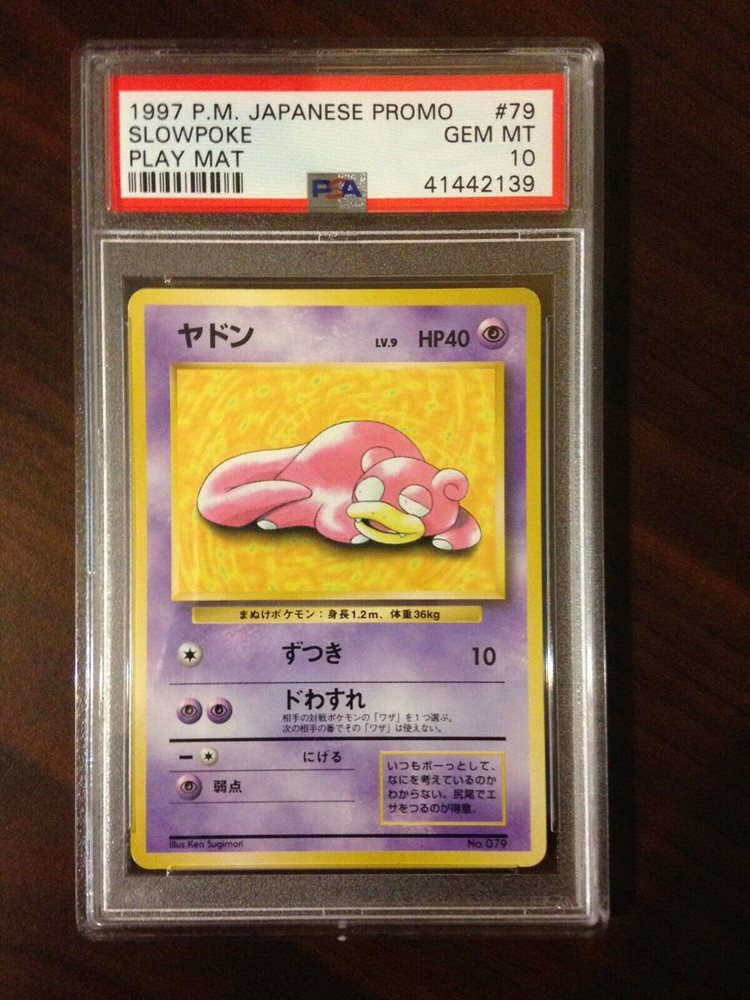 1997 P.M. JAPANESE PROMO #79
SLOWPOKE GEM MT
PLAY MAT 10
PSA 41442139
ヤドン LV.9 HP40
まぬけポケモン：身長1.2m、体重36kg
ずつき 10
ドわすれ
相手の対戦ポケモンの「ワザ」を1つ選ぶ。
次の相手の番でその「ワザ」は使えない。
にげる
弱点
いつもボーっとして、
なにを考えているのか
わからない。尻尾でエ
サをつるのが得意。
Illus.Ken Sugimori No.079